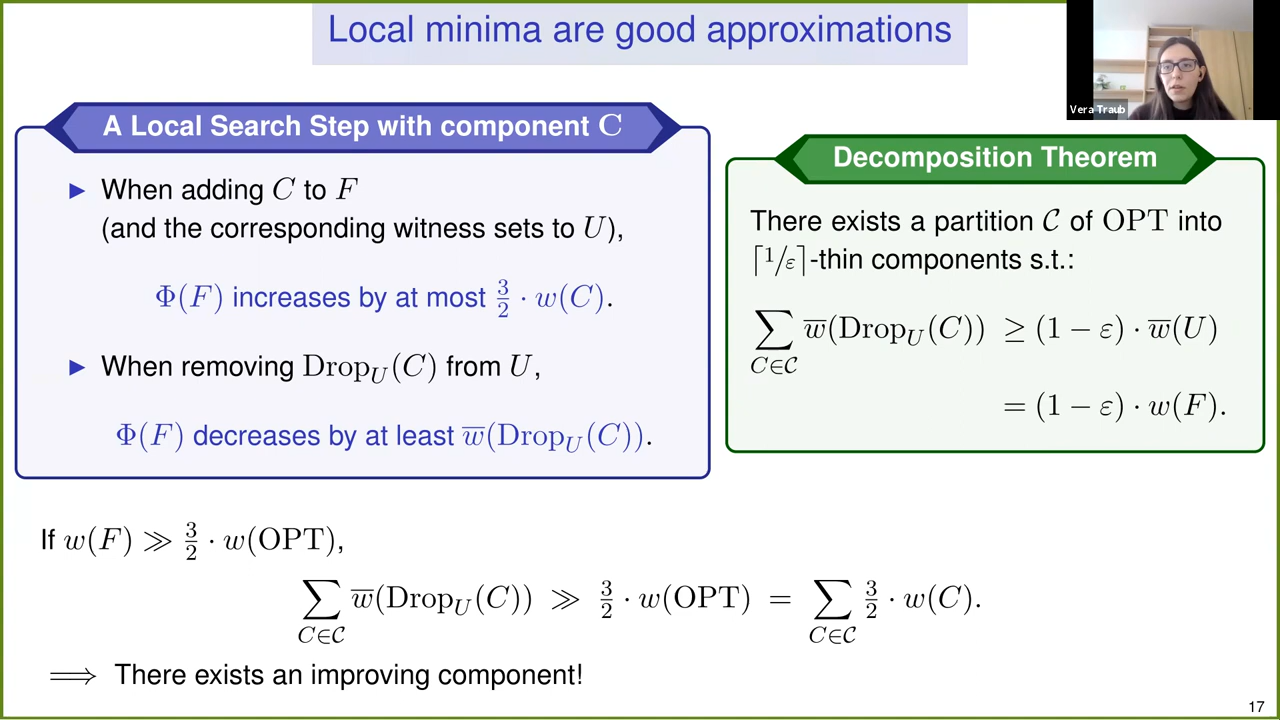 Local minima are good approximations
Vera Traub
A Local Search Step with component C
▶ When adding C to F
(and the corresponding witness sets to U),
Φ(F) increases by at most 3/2 · w(C).
▶ When removing Drop_U(C) from U,
Φ(F) decreases by at least w̅(Drop_U(C)).
Decomposition Theorem
There exists a partition 𝒞 of OPT into
⌈1/ε⌉-thin components s.t.:
∑_{C∈𝒞} w̅(Drop_U(C)) ≥ (1 − ε) · w̅(U)
= (1 − ε) · w(F).
If w(F) ≫ 3/2 · w(OPT),
∑_{C∈𝒞} w̅(Drop_U(C)) ≫ 3/2 · w(OPT) = ∑_{C∈𝒞} 3/2 · w(C).
⟹ There exists an improving component!
17